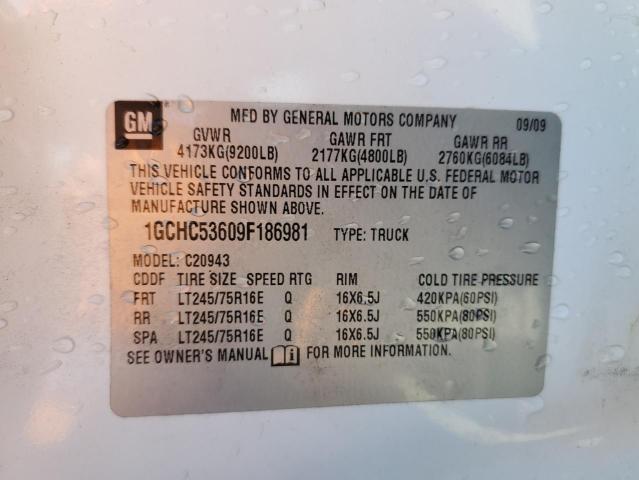 GM
MFD BY GENERAL MOTORS COMPANY 09/09
GVWR GAWR FRT GAWR RR
4173KG(9200LB) 2177KG(4800LB) 2760KG(6084LB)
THIS VEHICLE CONFORMS TO ALL APPLICABLE U.S. FEDERAL MOTOR
VEHICLE SAFETY STANDARDS IN EFFECT ON THE DATE OF
MANUFACTURE SHOWN ABOVE.
1GCHC53609F186981 TYPE: TRUCK
MODEL: C20943
CDDF TIRE SIZE SPEED RTG RIM COLD TIRE PRESSURE
FRT LT245/75R16E Q 16X6.5J 420KPA(60PSI)
RR LT245/75R16E Q 16X6.5J 550KPA(80PSI)
SPA LT245/75R16E Q 16X6.5J 550KPA(80PSI)
SEE OWNER'S MANUAL FOR MORE INFORMATION.